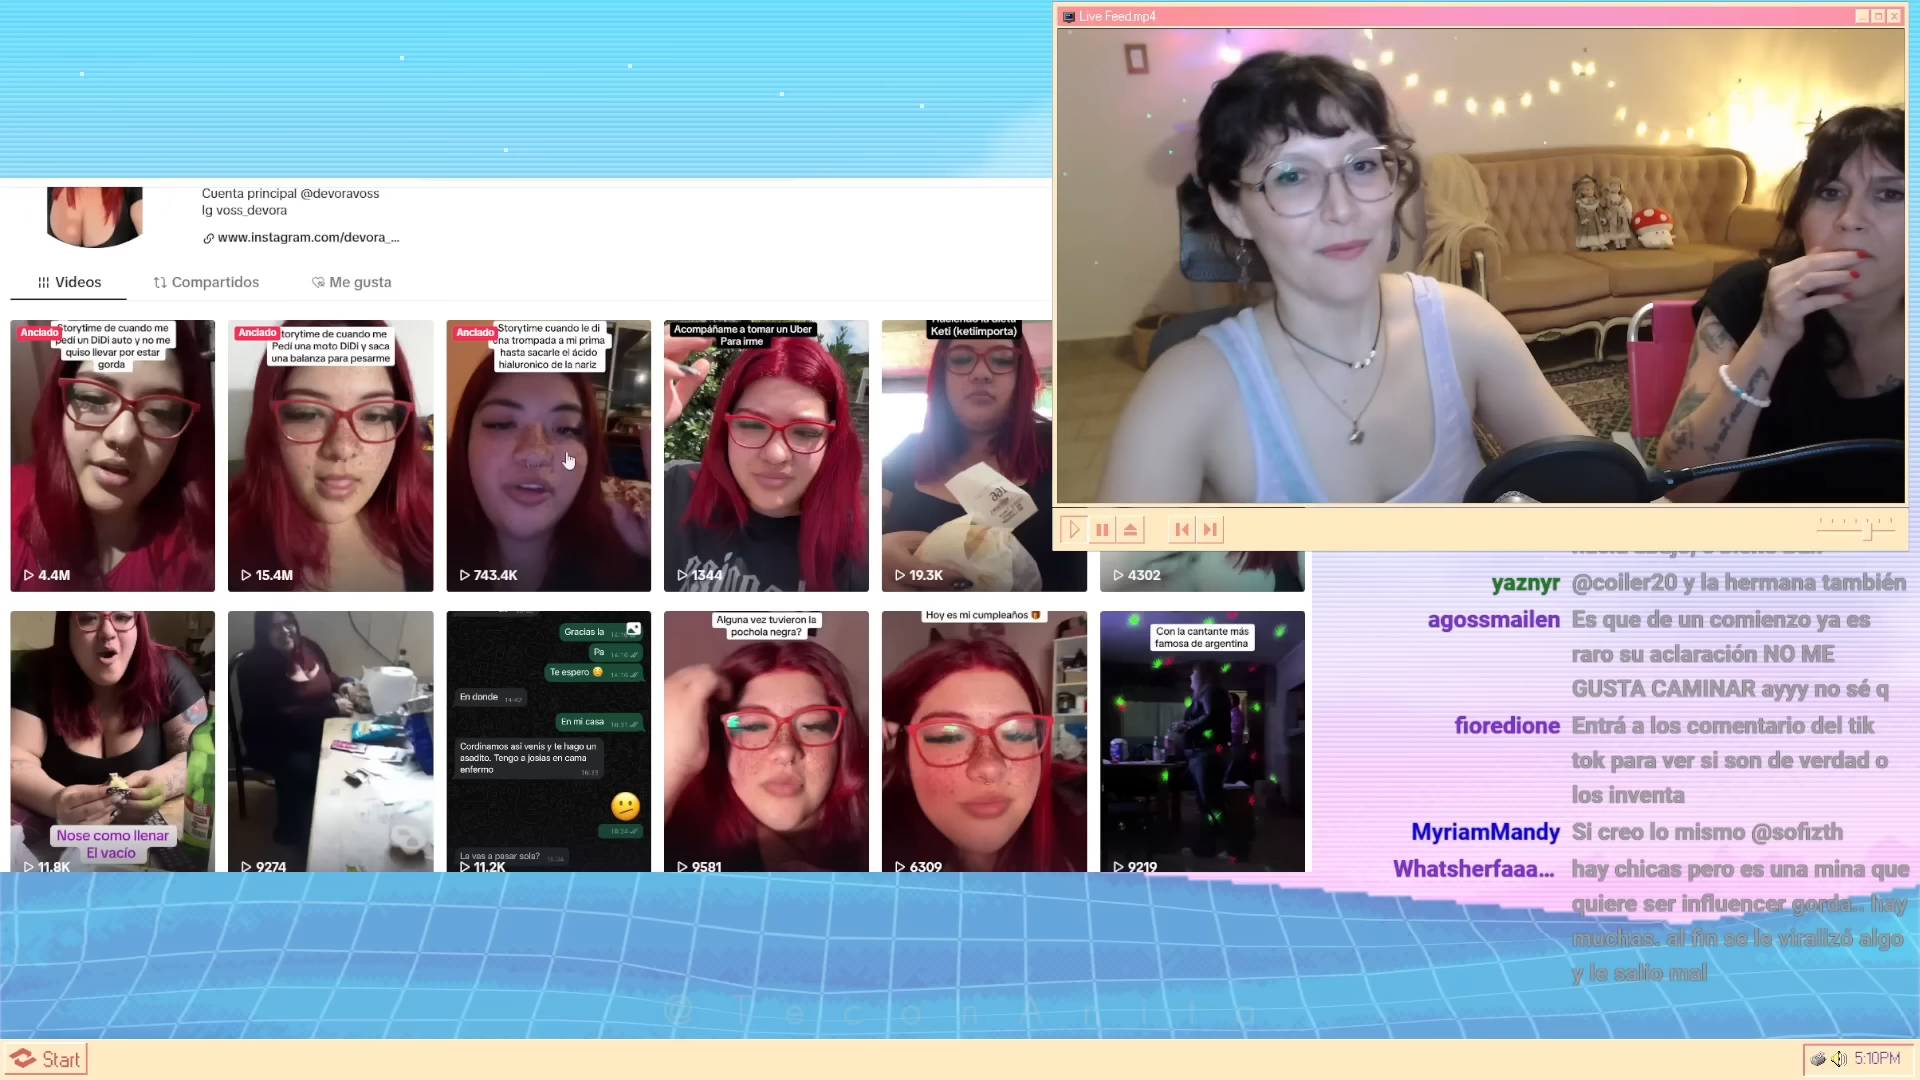 Live Feed.mp4
Cuenta principal @devoravoss
Ig voss_devora
www.instagram.com/devora_...
Videos
Compartidos
Me gusta
Anclado
Storytime de cuando me
pedi un DiDi auto y no me
quiso llevar por estar
gorda
4.4M
Anclado
torytime de cuando me
Pedí una moto DiDi y saca
una balanza para pesarme
15.4M
Anclado
Storytime cuando le di
una trompada a mi prima
hasta sacarle el ácido
hialuronico de la nariz
743.4K
Acompáñame a tomar un Uber
Para irme
1344
Haciendo la dieta
Keti (ketiimporta)
19.3K
4302
Nose como llenar
El vacío
11.8K
9274
Gracias la
Pa
Te espero 😊
En donde 14:42
En mi casa
Cordinamos asi venis y te hago un
asadito. Tengo a josias en cama
enfermo
La vas a pasar sola?
11.2K
Alguna vez tuvieron la
pochola negra?
9581
Hoy es mi cumpleaños 🎁
6309
Con la cantante más
famosa de argentina
9219
yaznyr @coiler20 y la hermana también
agossmailen Es que de un comienzo ya es
raro su aclaración NO ME
GUSTA CAMINAR ayyy no sé q
fioredione Entrá a los comentario del tik
tok para ver si son de verdad o
los inventa
MyriamMandy Si creo lo mismo @sofizth
Whatsherfaaa... hay chicas pero es una mina que
quiere ser influencer gorda.. hay
muchas. al fin se le viralizó algo
y le salio mal
@TeconAnita
Start
5:10PM